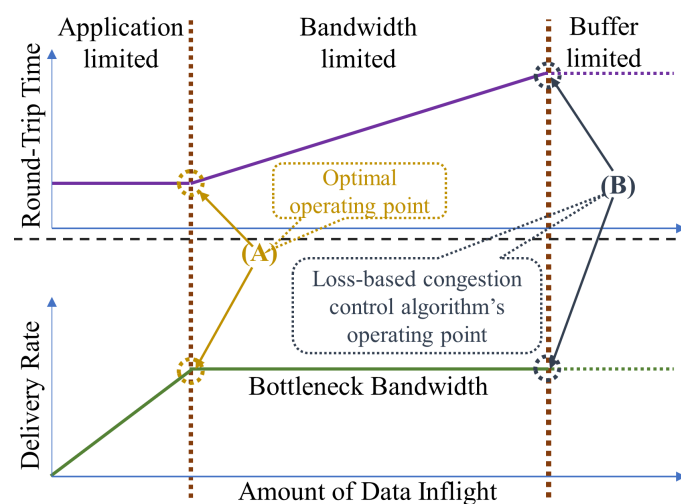 Application
limited
Bandwidth
limited
Buffer
limited
Round-Trip Time
Optimal
operating point
(A)
(B)
Loss-based congestion
control algorithm's
operating point
Delivery Rate
Bottleneck Bandwidth
Amount of Data Inflight